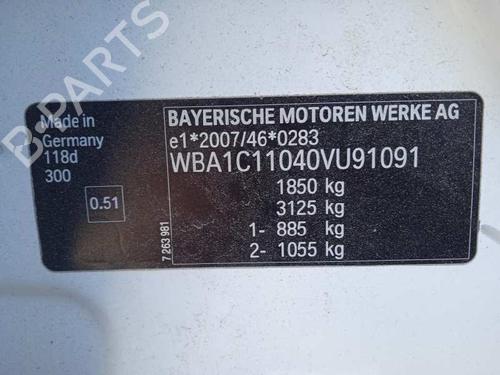 B-PARTS
Made in
Germany
118d
300
0.51
7 263 981
BAYERISCHE MOTOREN WERKE AG
e1*2007/46*0283
WBA1C11040VU91091
1850 kg
3125 kg
1- 885 kg
2- 1055 kg